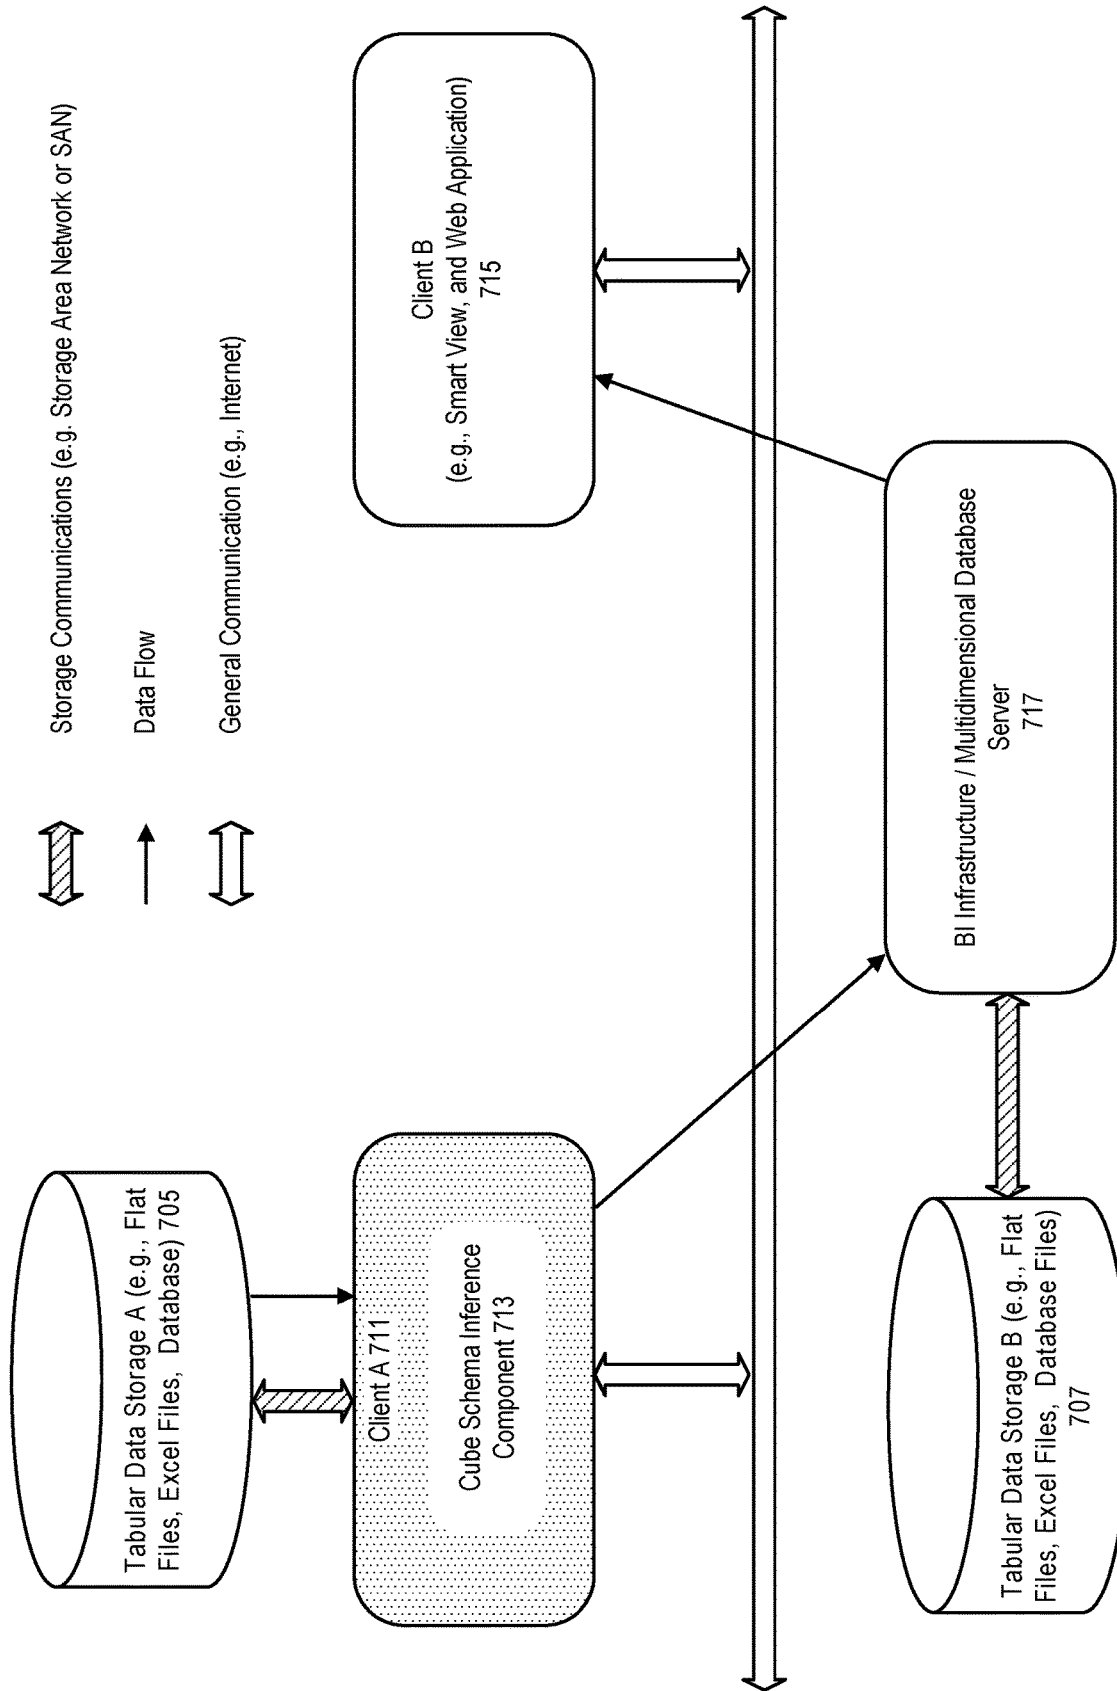 Storage Communications (e.g. Storage Area Network or SAN)
Data Flow
General Communication (e.g., Internet)
Tabular Data Storage A (e.g., Flat
Files, Excel Files, Database) 705
Client A 711
Cube Schema Inference
Component 713
Client B
(e.g., Smart View, and Web Application)
715
Tabular Data Storage B (e.g., Flat
Files, Excel Files, Database Files)
707
BI Infrastructure / Multidimensional Database
Server
717